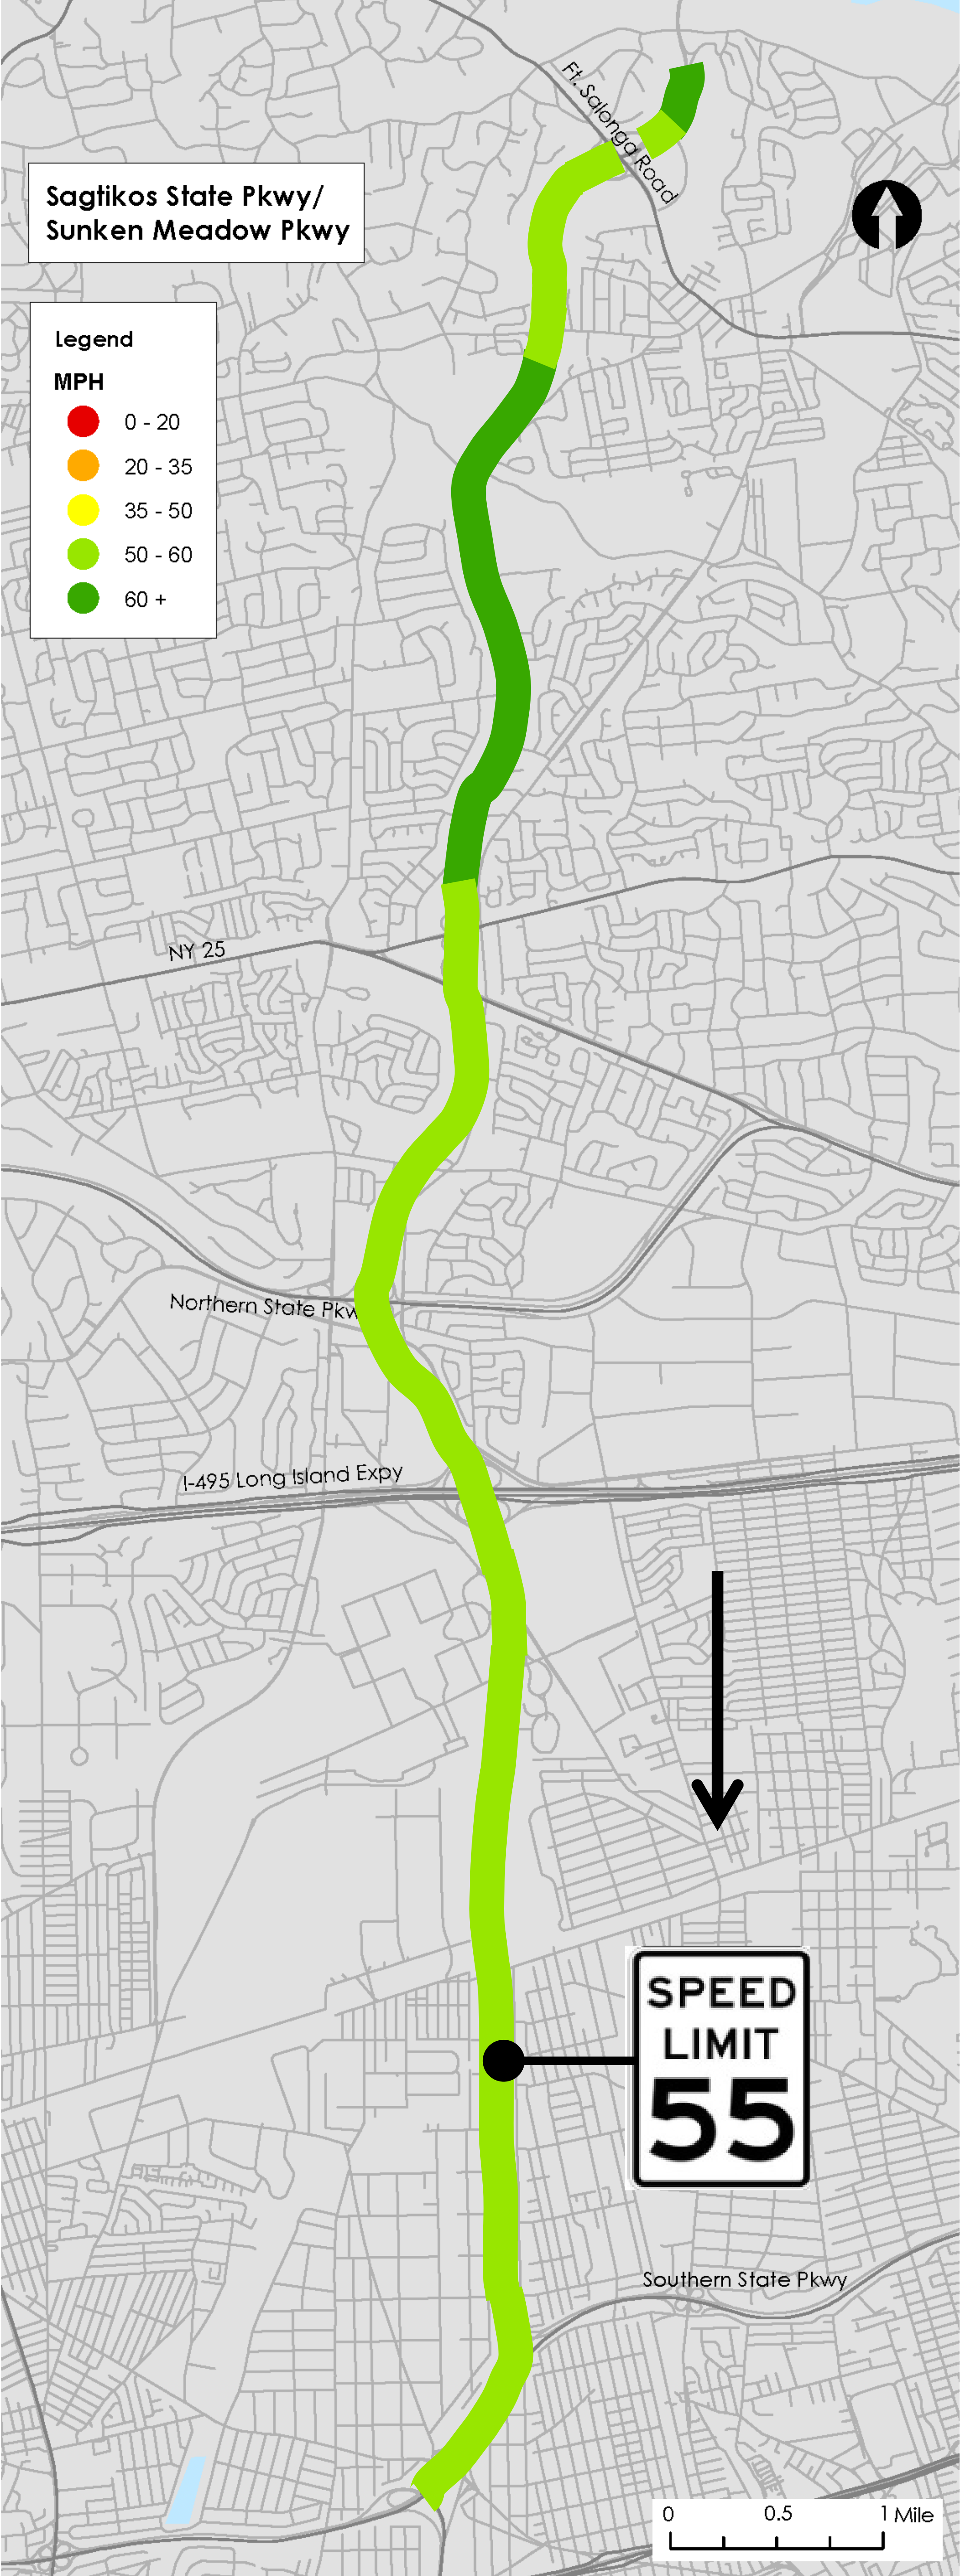 Ft. Salonga Road
Sagtikos State Pkwy/
Sunken Meadow Pkwy
Legend
MPH
0 - 20
20 - 35
35 - 50
50 - 60
60 +
NY 25
Northern State Pkw
I-495 Long Island Expy
SPEED
LIMIT
55
Southern State Pkwy
0 0.5 1 Mile